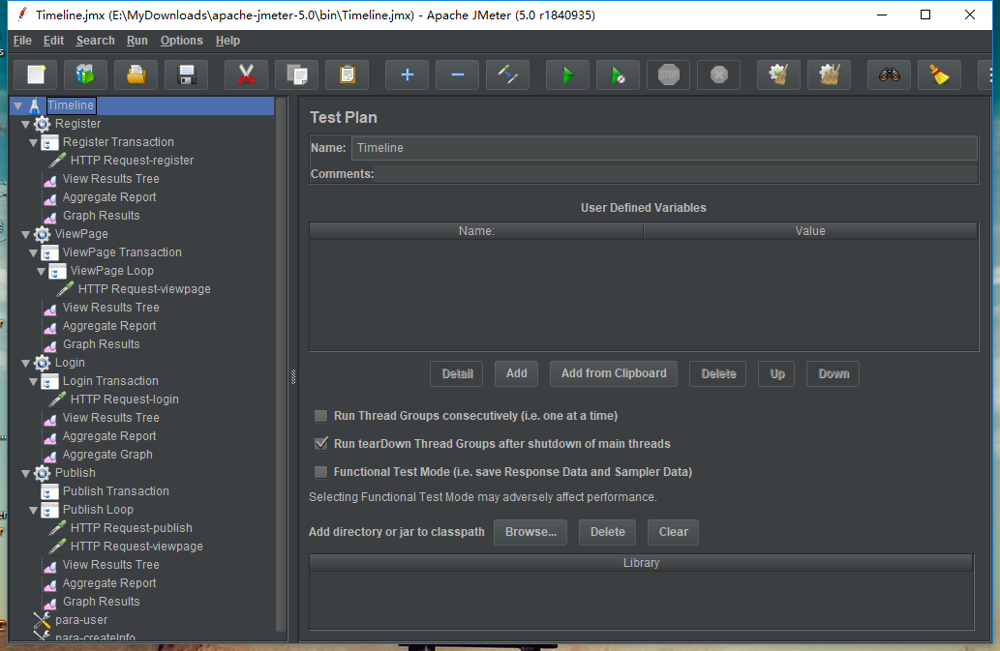 Timeline.jmx (E:\MyDownloads\apache-jmeter-5.0\bin\Timeline.jmx) - Apache JMeter (5.0 r1840935)
File Edit Search Run Options Help
STOP
Timeline
Register
Register Transaction
HTTP Request-register
View Results Tree
Aggregate Report
Graph Results
ViewPage
ViewPage Transaction
ViewPage Loop
HTTP Request-viewpage
View Results Tree
Aggregate Report
Graph Results
Login
Login Transaction
HTTP Request-login
View Results Tree
Aggregate Report
Aggregate Graph
Publish
Publish Transaction
Publish Loop
HTTP Request-publish
HTTP Request-viewpage
View Results Tree
Aggregate Report
Graph Results
para-user
para-createInfo
Test Plan
Name: Timeline
Comments:
User Defined Variables
Name: Value
Detail Add Add from Clipboard Delete Up Down
Run Thread Groups consecutively (i.e. one at a time)
Run tearDown Thread Groups after shutdown of main threads
Functional Test Mode (i.e. save Response Data and Sampler Data)
Selecting Functional Test Mode may adversely affect performance.
Add directory or jar to classpath Browse... Delete Clear
Library